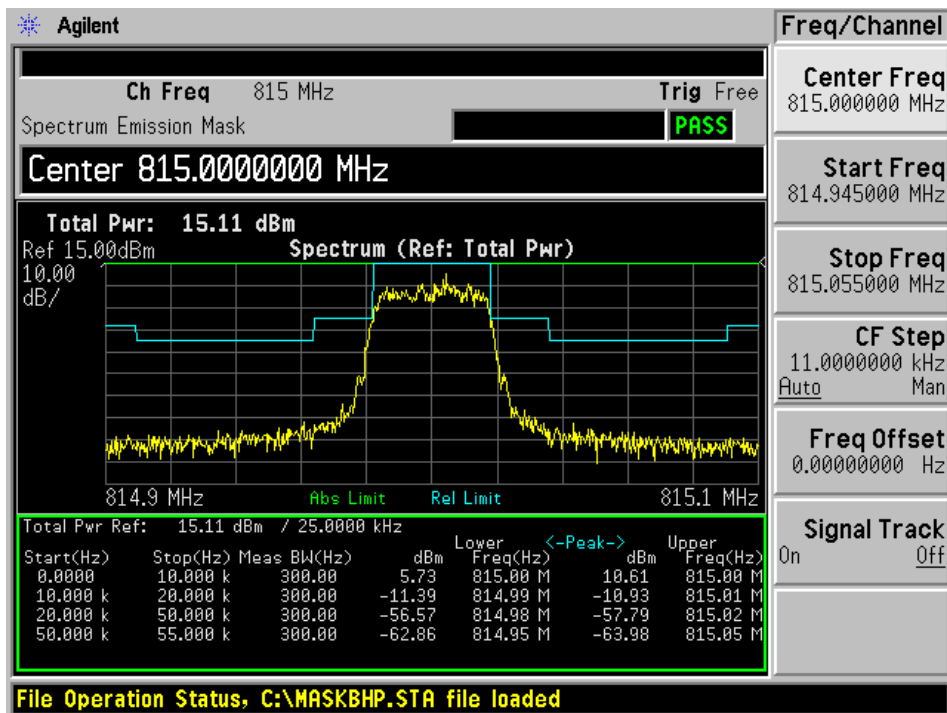 Agilent
Freq/Channel
Ch Freq 815 MHz Trig Free
Spectrum Emission Mask PASS
Center 815.0000000 MHz
Total Pwr: 15.11 dBm
Ref 15.00dBm Spectrum (Ref: Total Pwr)
10.00
dB/
814.9 MHz Abs Limit Rel Limit 815.1 MHz
Total Pwr Ref: 15.11 dBm / 25.0000 kHz
Lower <-Peak-> Upper
Start(Hz) Stop(Hz) Meas BW(Hz) dBm Freq(Hz) dBm Freq(Hz)
0.0000 10.000 k 300.00 5.73 815.00 M 10.61 815.00 M
10.000 k 20.000 k 300.00 -11.39 814.99 M -10.93 815.01 M
20.000 k 50.000 k 300.00 -56.57 814.98 M -57.79 815.02 M
50.000 k 55.000 k 300.00 -62.86 814.95 M -63.98 815.05 M
Center Freq
815.000000 MHz
Start Freq
814.945000 MHz
Stop Freq
815.055000 MHz
CF Step
11.0000000 kHz
Auto Man
Freq Offset
0.00000000 Hz
Signal Track
On Off
File Operation Status, C:\MASKBHP.STA file loaded